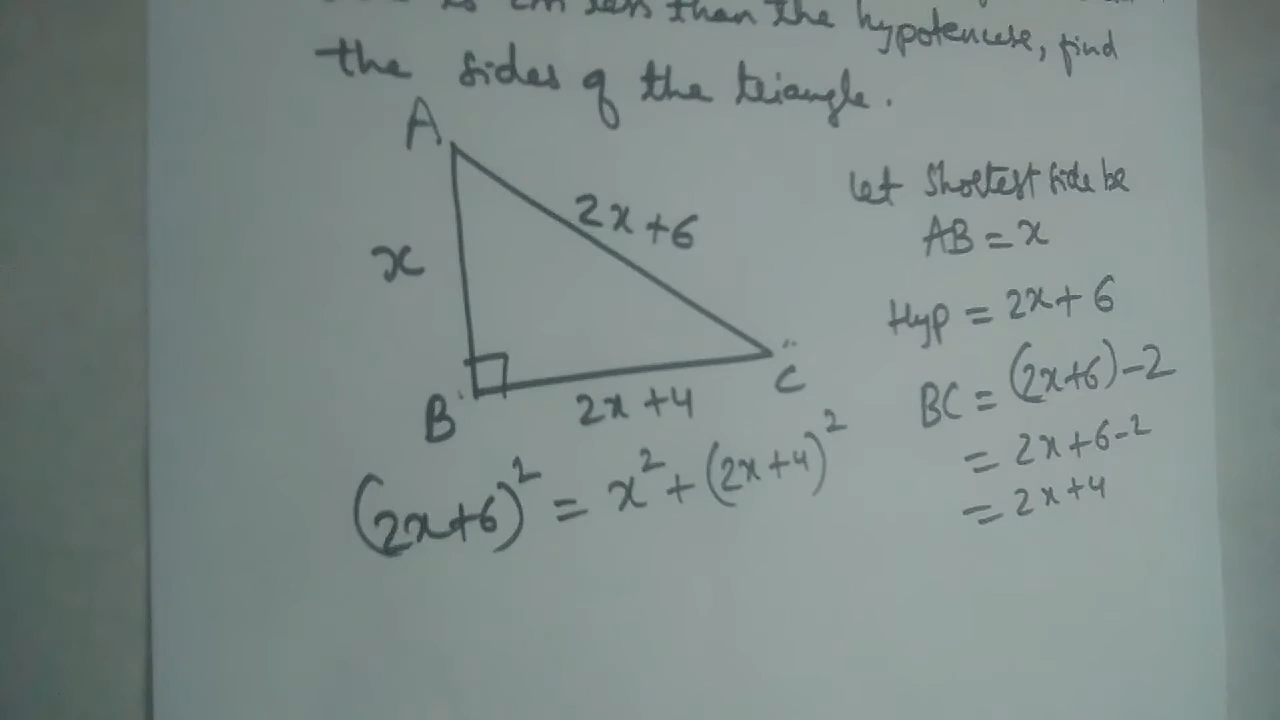 than the hypotenuse, find
the sides of the triangle.
A
2x+6
x
B
C
2x+4
(2x+6)² = x² + (2x+4)²
Let Shortest side be
AB = x
Hyp = 2x+6
BC = (2x+6)-2
= 2x+6-2
= 2x+4